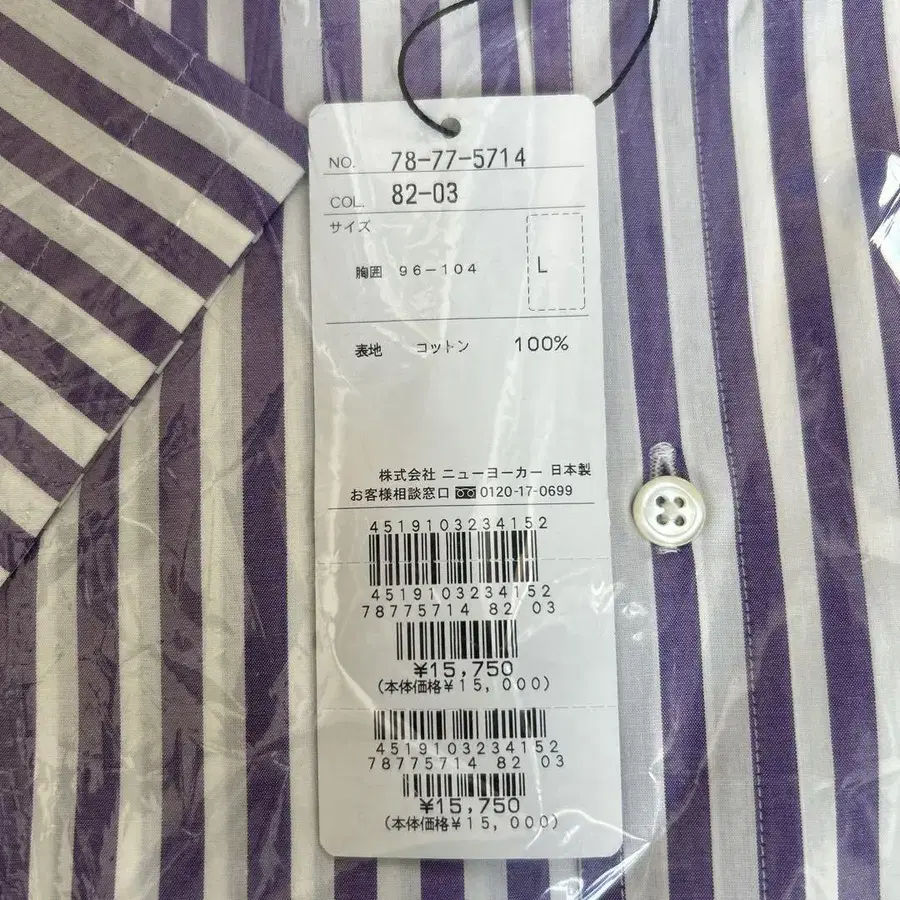 NO. 78-77-5714
COL. 82-03
サイズ
胸囲 96-104 L
表地 コットン 100%
株式会社 ニューヨーカー 日本製
お客様相談窓口 0120-17-0699
4519103234152
4519103234152
78775714 82 03
¥15,750
(本体価格¥15,000)
4519103234152
78775714 82 03
¥15,750
(本体価格¥15,000)